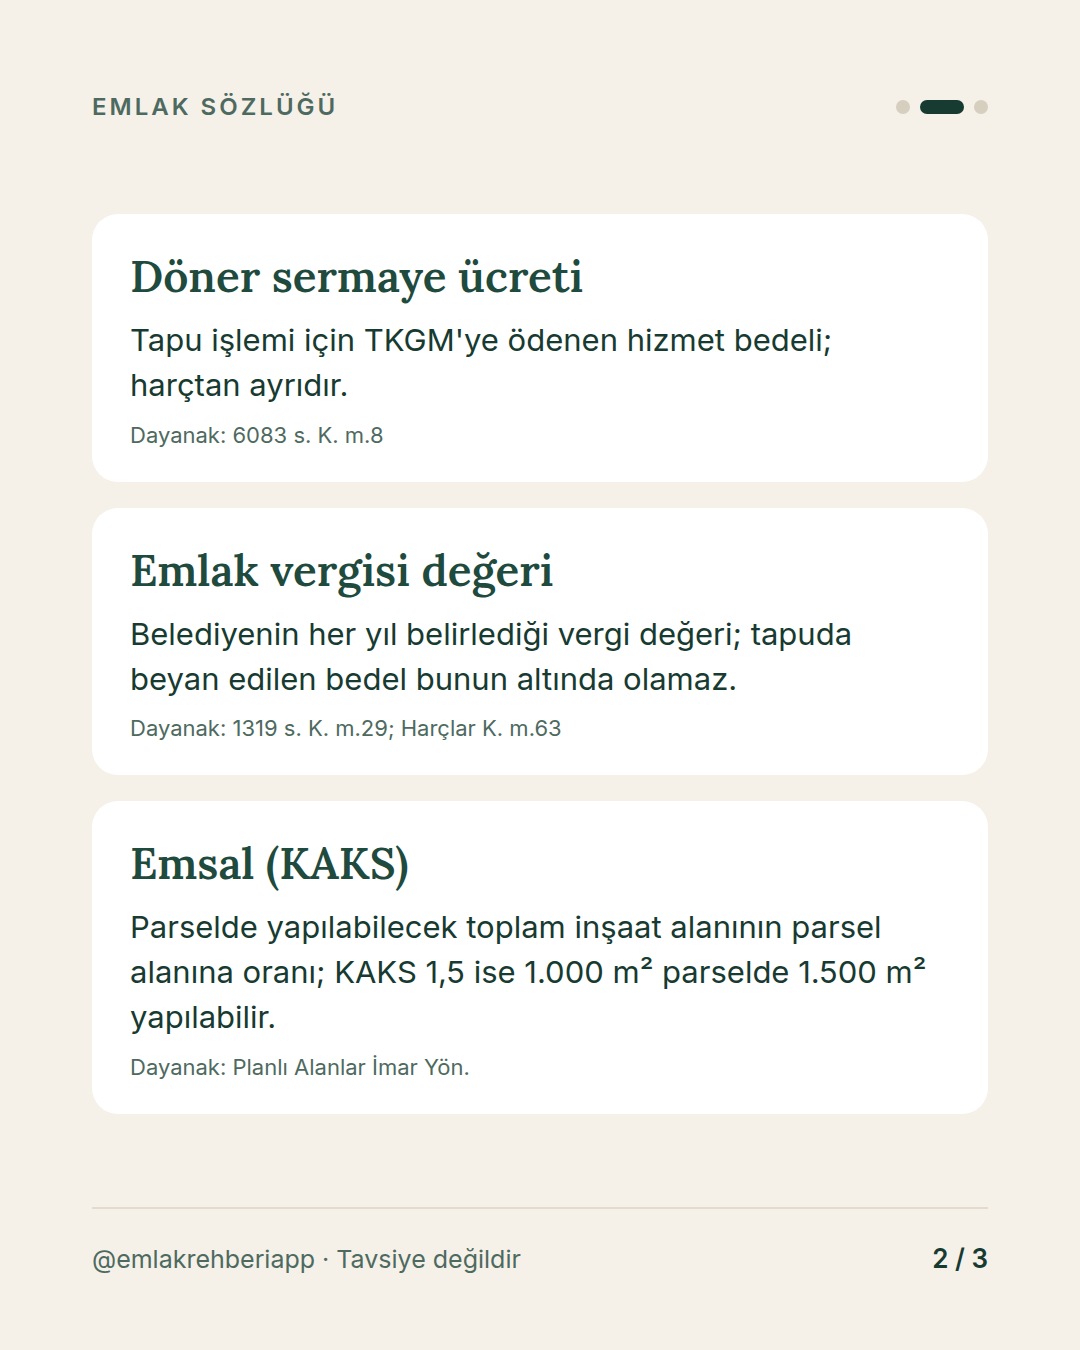 EMLAK SÖZLÜĞÜ
Döner sermaye ücreti
Tapu işlemi için TKGM'ye ödenen hizmet bedeli;
harçtan ayrıdır.
Dayanak: 6083 s. K. m.8
Emlak vergisi değeri
Belediyenin her yıl belirlediği vergi değeri; tapuda
beyan edilen bedel bunun altında olamaz.
Dayanak: 1319 s. K. m.29; Harçlar K. m.63
Emsal (KAKS)
Parselde yapılabilecek toplam inşaat alanının parsel
alanına oranı; KAKS 1,5 ise 1.000 m² parselde 1.500 m²
yapılabilir.
Dayanak: Planlı Alanlar İmar Yön.
@emlakrehberiapp · Tavsiye değildir
2 / 3